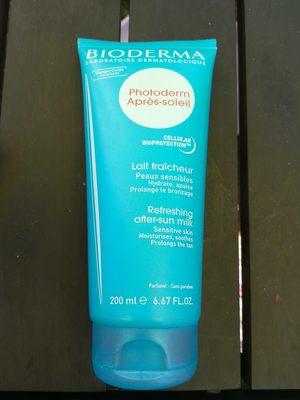 BIODERMA
LABORATOIRE DERMATOLOGIQUE
Photoderm
Après-soleil
CELLULAR
BIOPROTECTION™
Lait fraîcheur
Peaux sensibles
Hydrate, apaise
Prolonge le bronzage
Refreshing
after-sun milk
Sensitive skin
Moisturises, soothes
Prolongs the tan
Parfumé - Sans paraben
200 ml ℮ 6.67 FL.OZ.